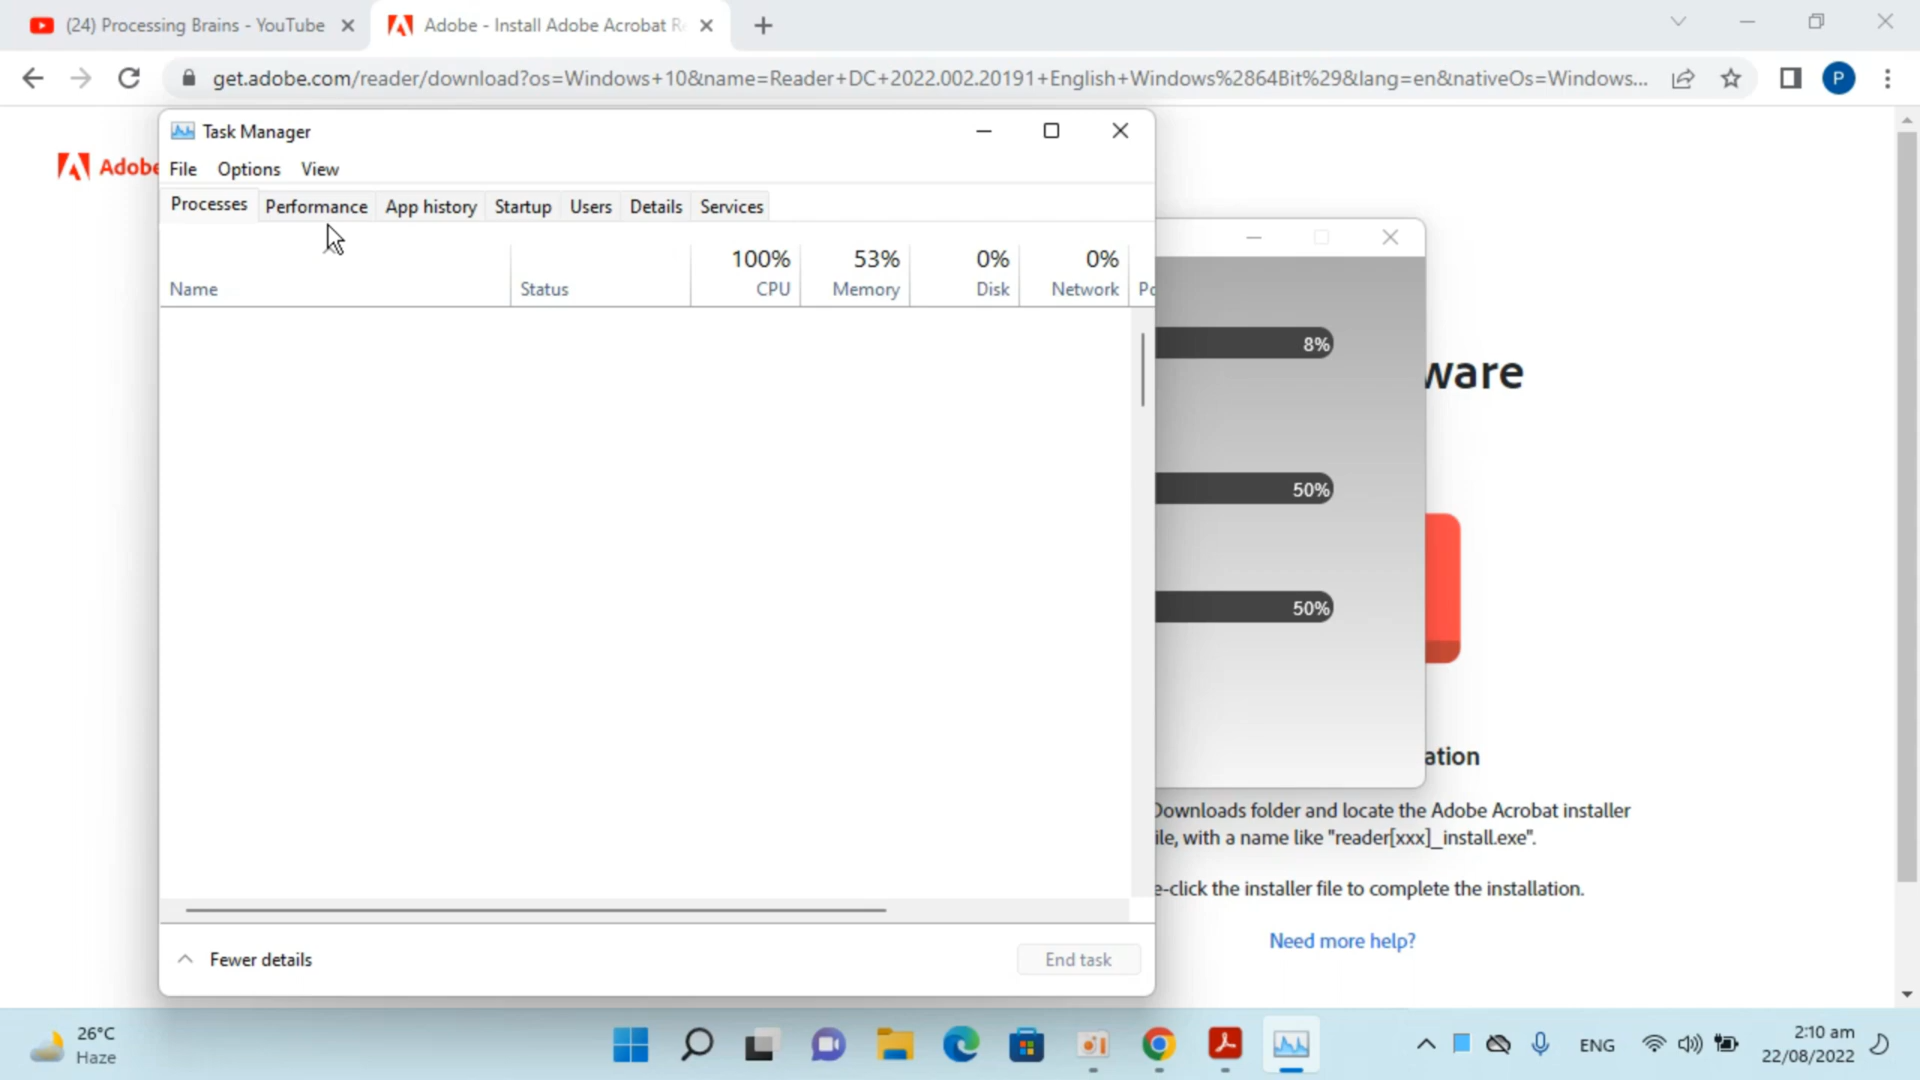 (24) Processing Brains - YouTube
Adobe - Install Adobe Acrobat R
get.adobe.com/reader/download?os=Windows+10&name=Reader+DC+2022.002.20191+English+Windows%2864Bit%29&lang=en&nativeOs=Windows...
P
Adobe
Task Manager
File Options View
Processes Performance App history Startup Users Details Services
100% 53% 0% 0%
Name Status CPU Memory Disk Network Po
8%
ware
50%
50%
ation
Downloads folder and locate the Adobe Acrobat installer
ile, with a name like "reader[xxx]_install.exe".
e-click the installer file to complete the installation.
Need more help?
Fewer details
End task
26°C
Haze
ENG
2:10 am
22/08/2022